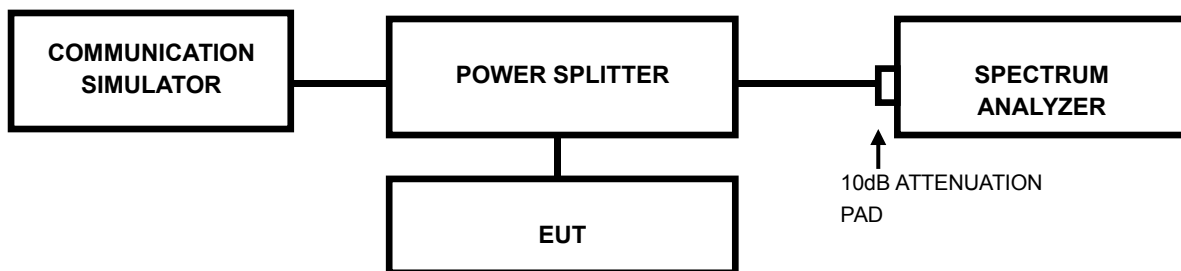 COMMUNICATION
SIMULATOR
POWER SPLITTER
SPECTRUM
ANALYZER
10dB ATTENUATION
PAD
EUT